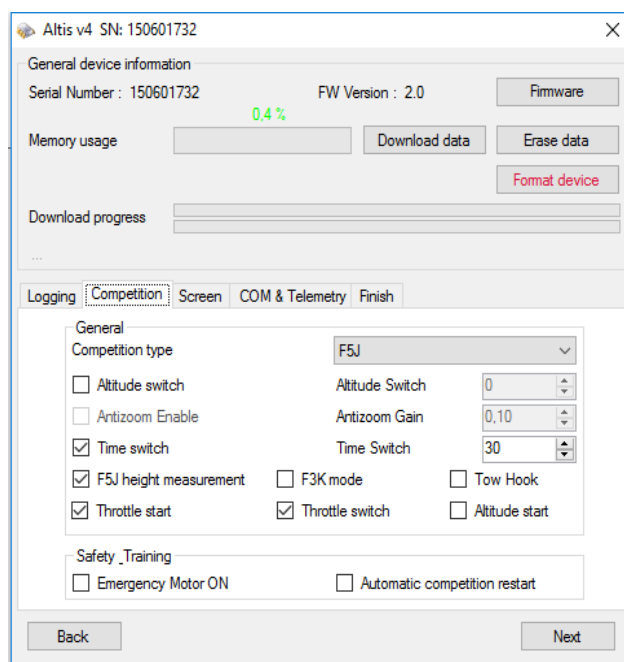 Altis v4 SN: 150601732
General device information
Serial Number : 150601732 FW Version : 2.0 Firmware
0,4 %
Memory usage Download data Erase data
Format device
Download progress
...
Logging Competition Screen COM & Telemetry Finish
General
Competition type F5J
Altitude switch Altitude Switch 0
Antizoom Enable Antizoom Gain 0,10
Time switch Time Switch 30
F5J height measurement F3K mode Tow Hook
Throttle start Throttle switch Altitude start
Safety _Training
Emergency Motor ON Automatic competition restart
Back Next